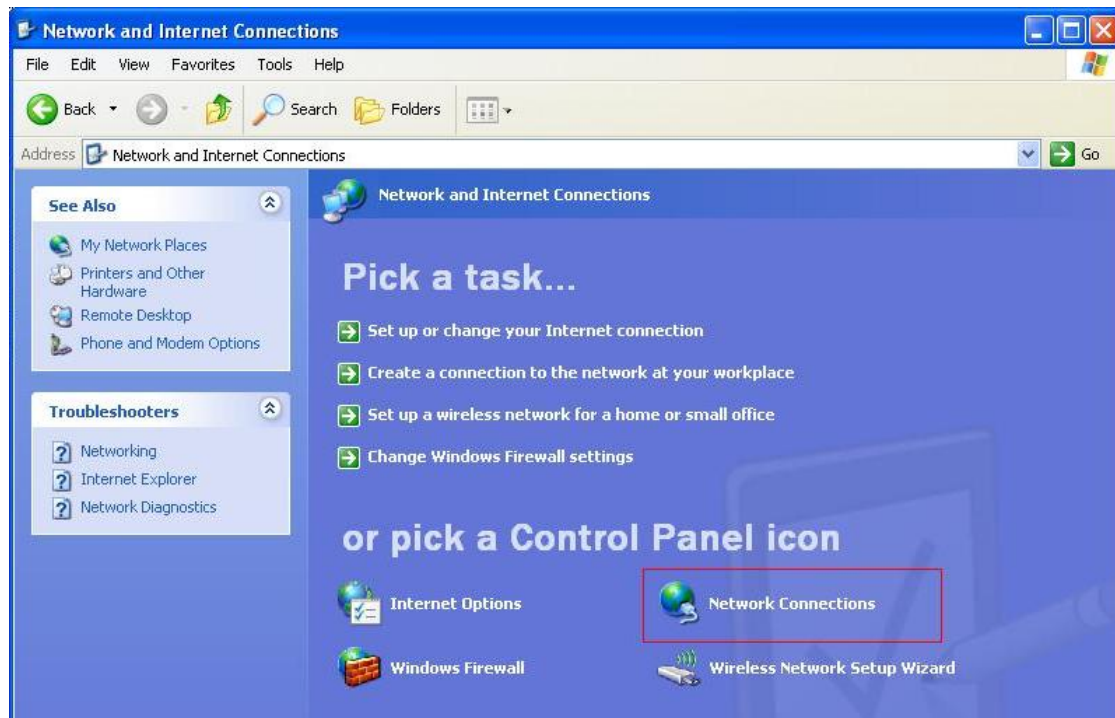 Network and Internet Connections
File Edit View Favorites Tools Help
Back Search Folders
Address Network and Internet Connections Go
See Also
My Network Places
Printers and Other
Hardware
Remote Desktop
Phone and Modem Options
Troubleshooters
? Networking
? Internet Explorer
? Network Diagnostics
Network and Internet Connections
Pick a task...
Set up or change your Internet connection
Create a connection to the network at your workplace
Set up a wireless network for a home or small office
Change Windows Firewall settings
or pick a Control Panel icon
Internet Options Network Connections
Windows Firewall Wireless Network Setup Wizard